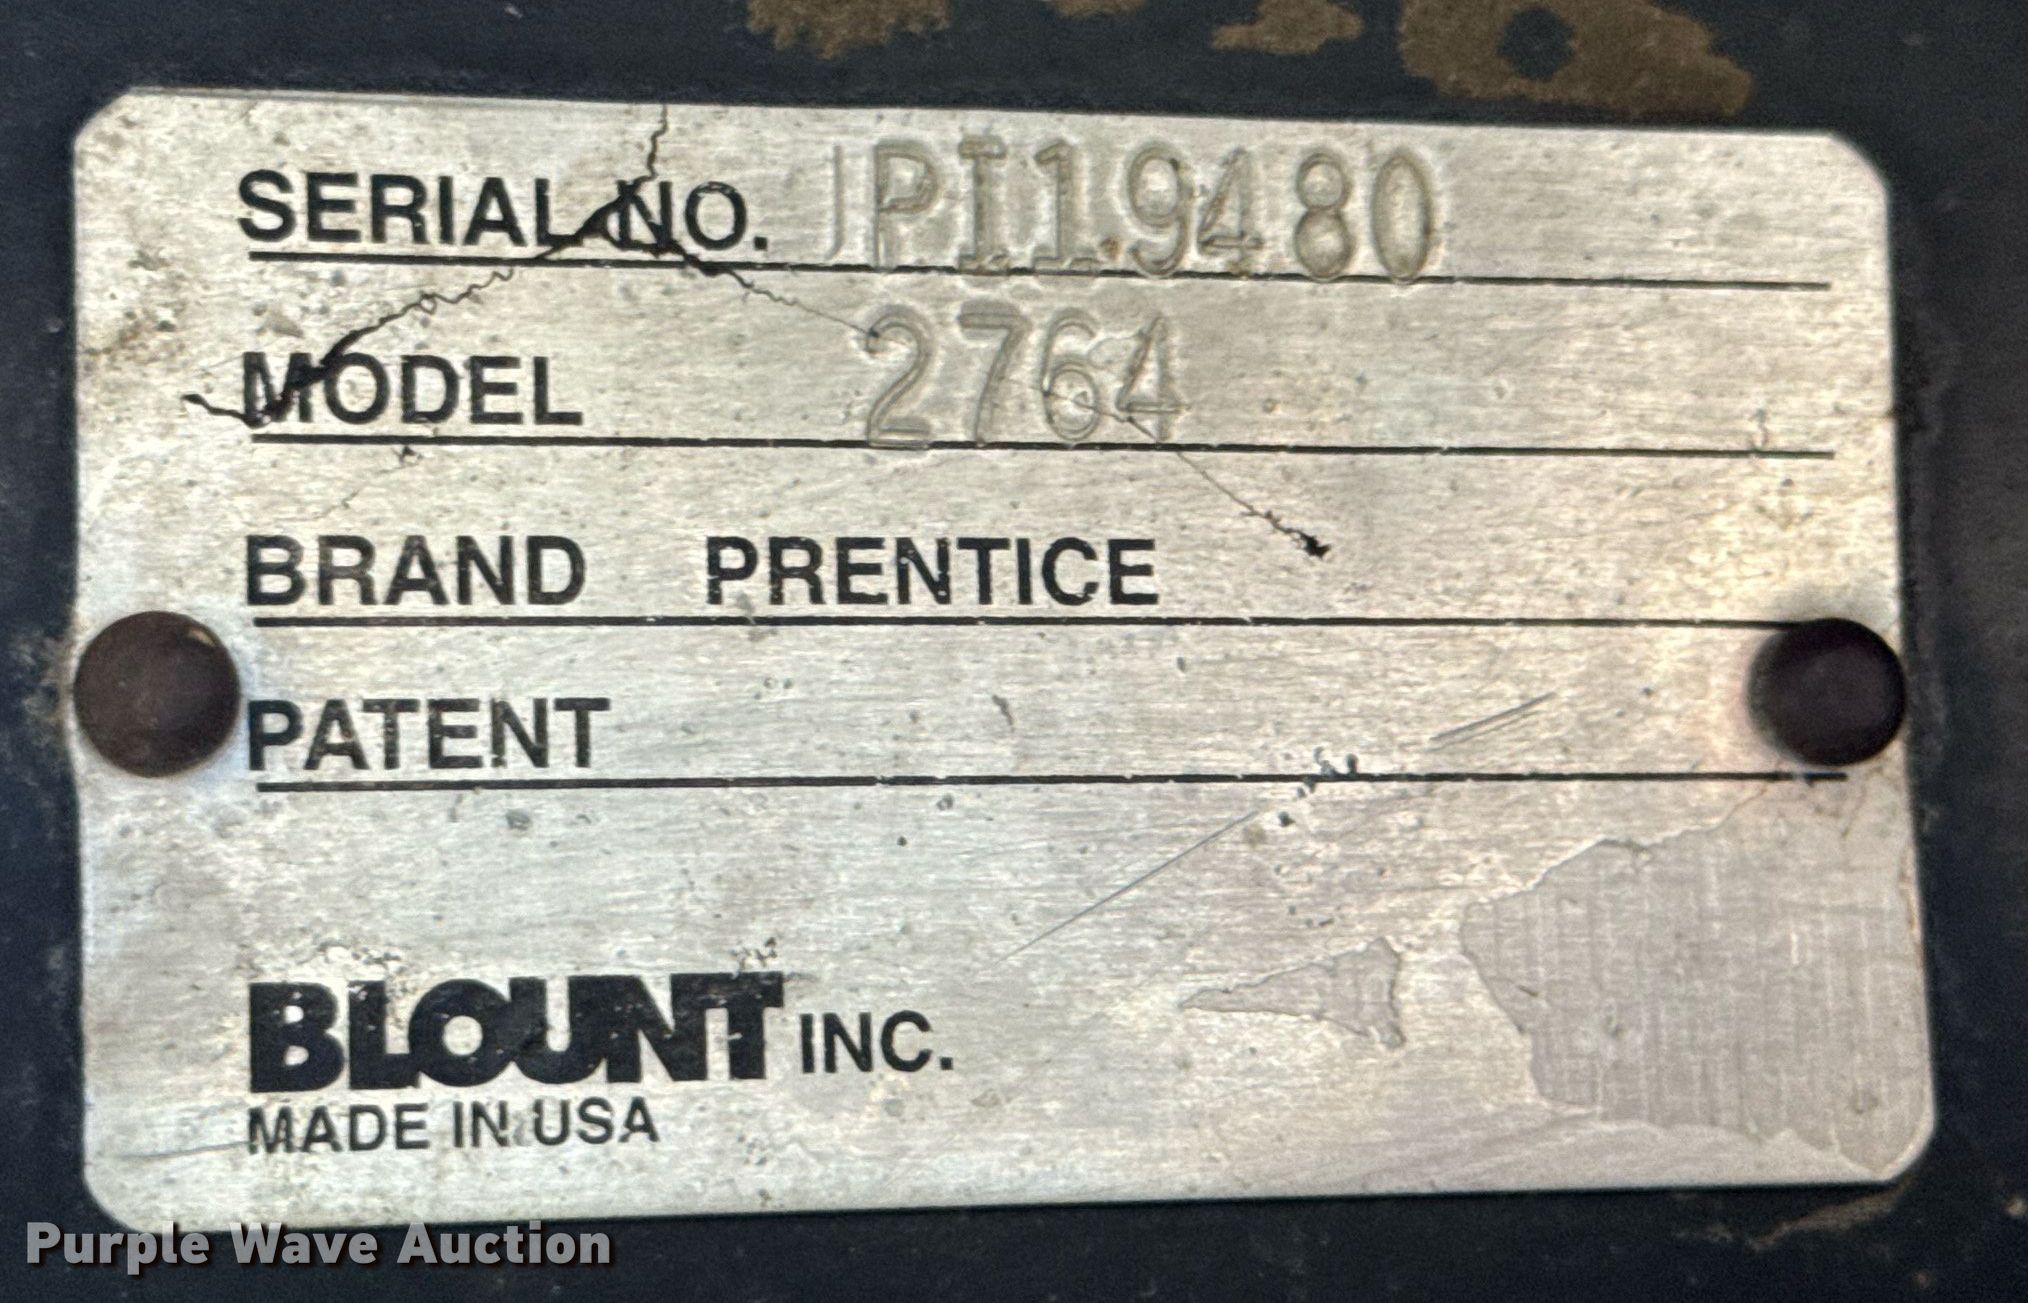 SERIAL NO. JPI19480
MODEL 2764
BRAND PRENTICE
PATENT
BLOUNT INC.
MADE IN USA
Purple Wave Auction